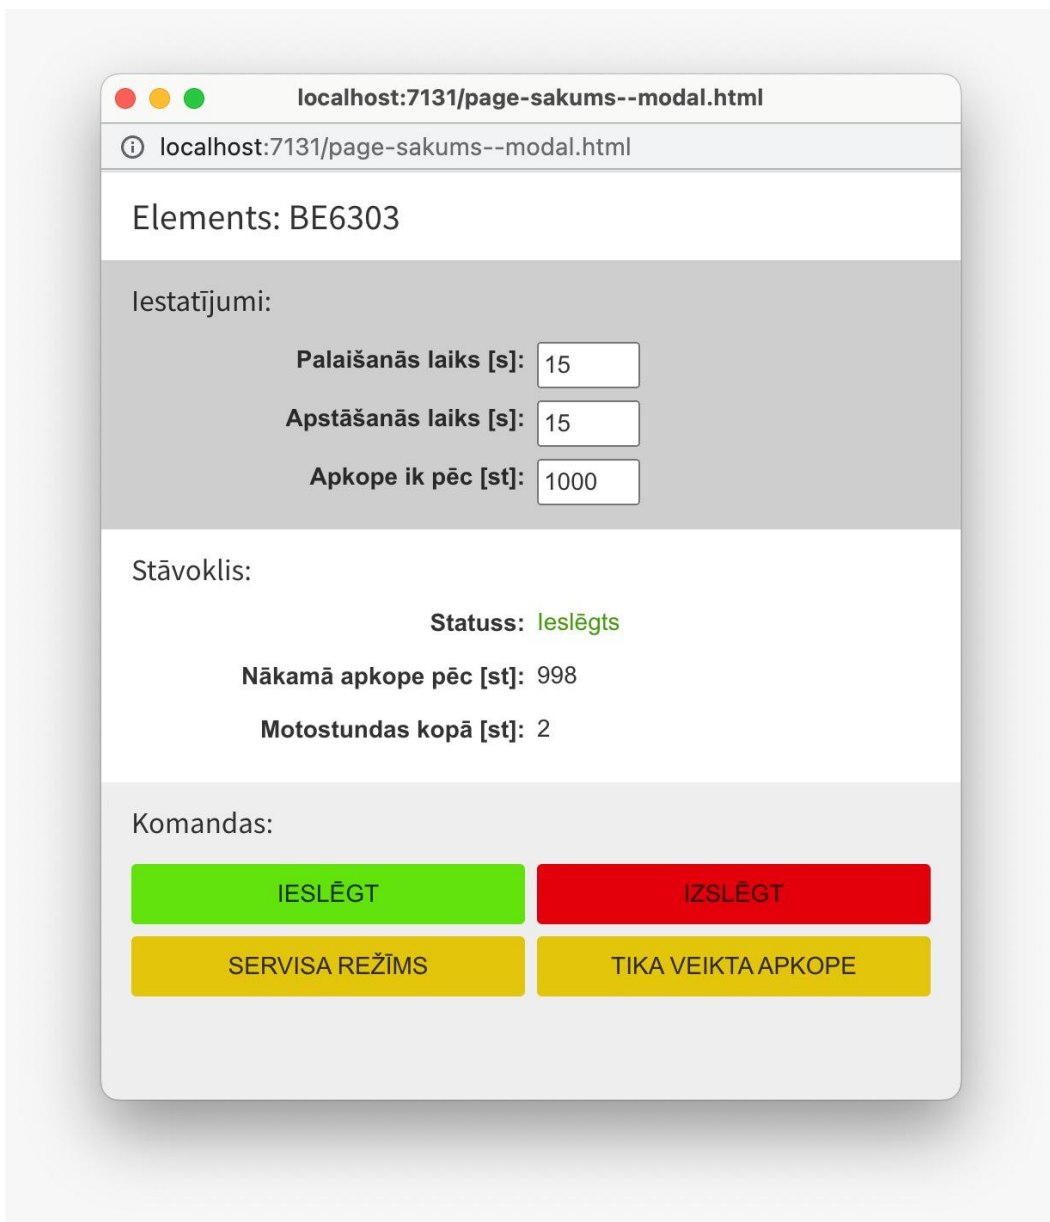 localhost:7131/page-sakums--modal.html
localhost:7131/page-sakums--modal.html
Elements: BE6303
Iestatījumi:
Palaišanās laiks [s]: 15
Apstāšanās laiks [s]: 15
Apkope ik pēc [st]: 1000
Stāvoklis:
Statuss: Ieslēgts
Nākamā apkope pēc [st]: 998
Motostundas kopā [st]: 2
Komandas:
IESLĒGT IZSLĒGT
SERVISA REŽĪMS TIKA VEIKTA APKOPE